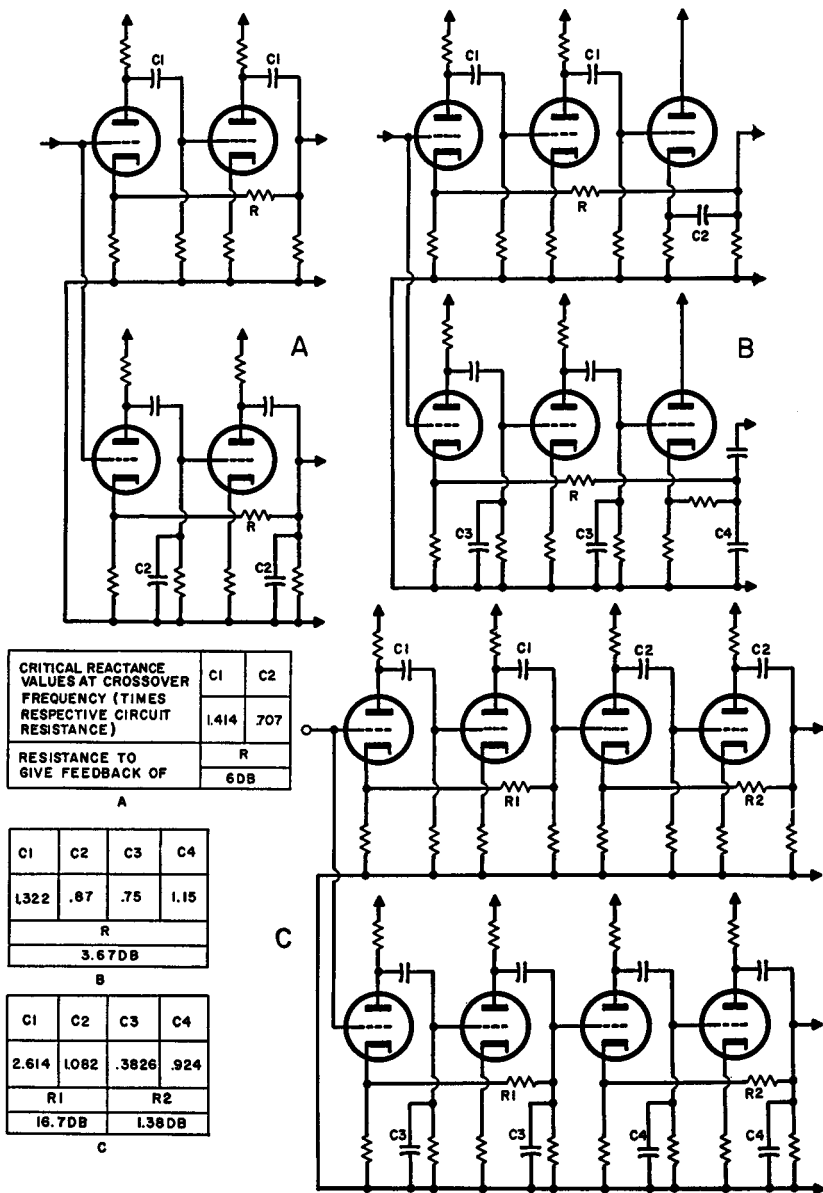 C1
C1
R
A
R
C2
C2
C1
C1
R
C2
B
R
C3
C3
C4
CRITICAL REACTANCE
VALUES AT CROSSOVER
FREQUENCY (TIMES
RESPECTIVE CIRCUIT
RESISTANCE)
C1
C2
1.414
.707
RESISTANCE TO
GIVE FEEDBACK OF
R
6DB
A
C1
C2
C3
C4
1,322
.87
.75
1.15
R
3.67DB
B
C1
C2
C3
C4
2.614
1.082
.3826
.924
R1
R2
16.7DB
1.38DB
C
C1
C1
C2
C2
R1
R2
C
R1
R2
C3
C3
C4
C4